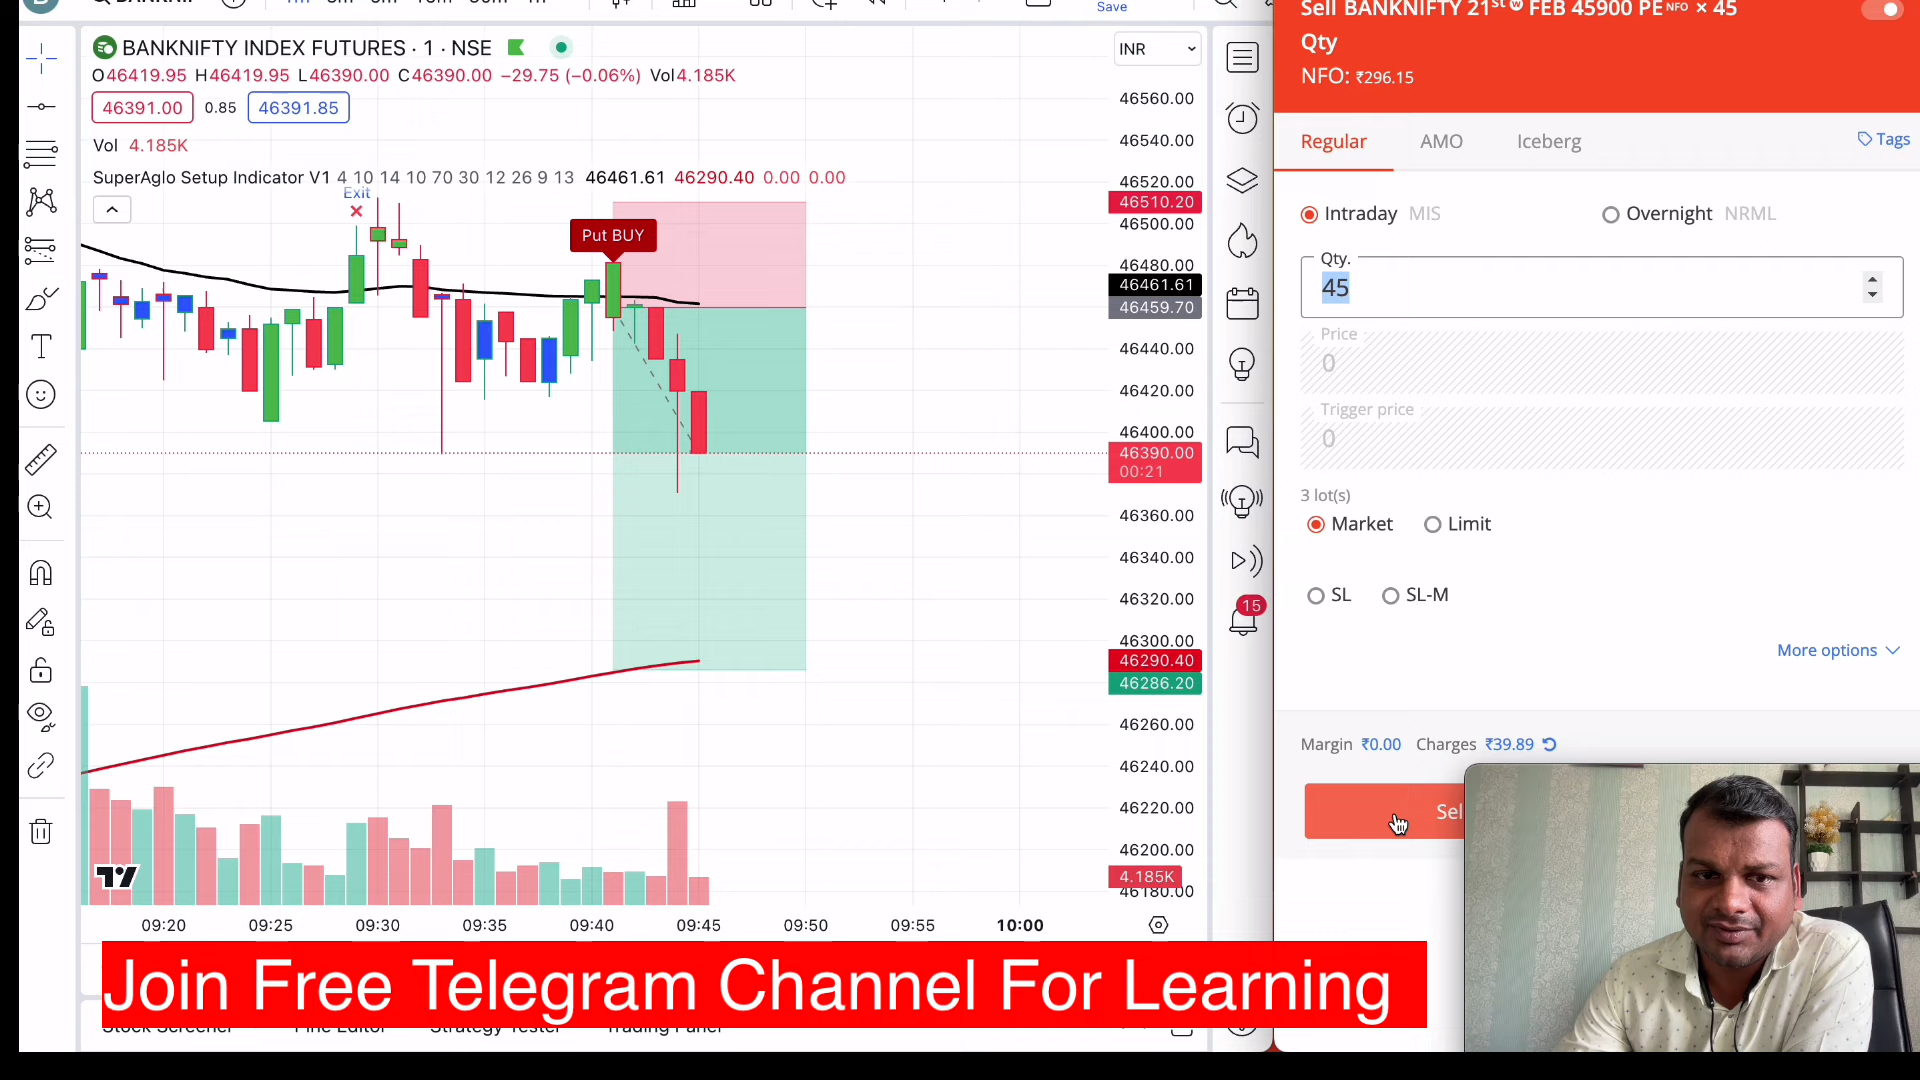 Save
BANKNIFTY INDEX FUTURES · 1 · NSE
INR
O46419.95 H46419.95 L46390.00 C46390.00 −29.75 (−0.06%) Vol4.185K
46391.00 0.85 46391.85
Vol 4.185K
SuperAglo Setup Indicator V1 4 10 14 10 70 30 12 26 9 13 46461.61 46290.40 0.00 0.00
Exit
Put BUY
46560.00
46540.00
46520.00
46510.20
46500.00
46480.00
46461.61
46459.70
46440.00
46420.00
46400.00
46390.00
00:21
46360.00
46340.00
46320.00
46300.00
46290.40
46286.20
46260.00
46240.00
46220.00
46200.00
4.185K
46180.00
09:20 09:25 09:30 09:35 09:40 09:45 09:50 09:55 10:00
15
Sell BANKNIFTY 21st w FEB 45900 PE NFO × 45
Qty
NFO: ₹296.15
Regular AMO Iceberg Tags
Intraday MIS Overnight NRML
Qty.
45
Price
0
Trigger price
0
3 lot(s)
Market Limit
SL SL-M
More options
Margin ₹0.00 Charges ₹39.89
Join Free Telegram Channel For Learning